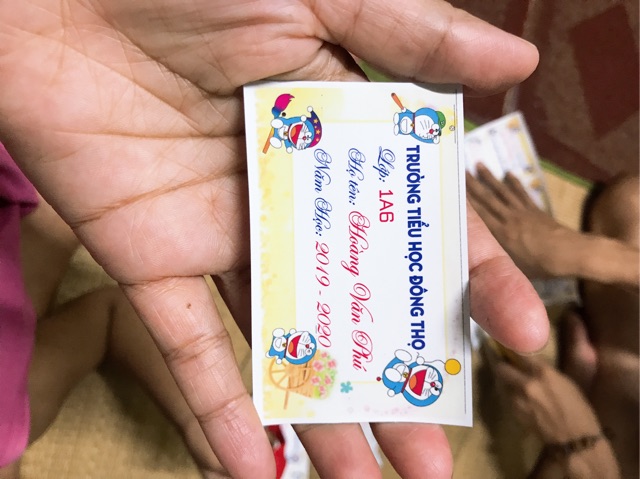 TRƯỜNG TIỂU HỌC ĐÔNG THỌ
Lớp: 1A6
Họ tên: Hoàng Văn Phú
Năm Học: 2019 - 2020